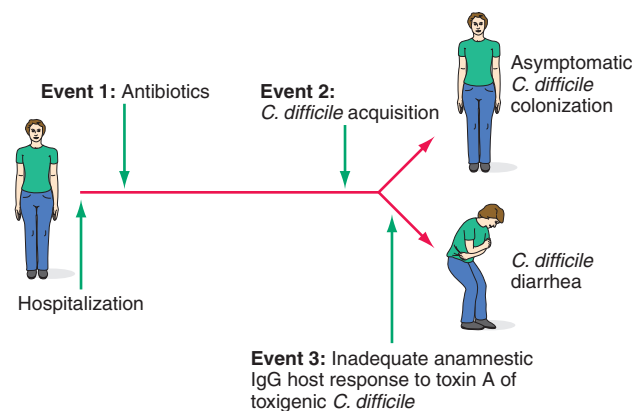 Event 1: Antibiotics
Event 2:
C. difficile acquisition
Asymptomatic
C. difficile
colonization
Hospitalization
C. difficile
diarrhea
Event 3: Inadequate anamnestic
IgG host response to toxin A of
toxigenic C. difficile